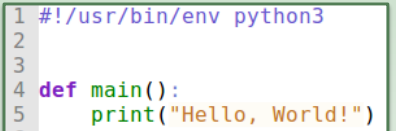 1 #!/usr/bin/env python3
2
3
4 def main():
5     print("Hello, World!")